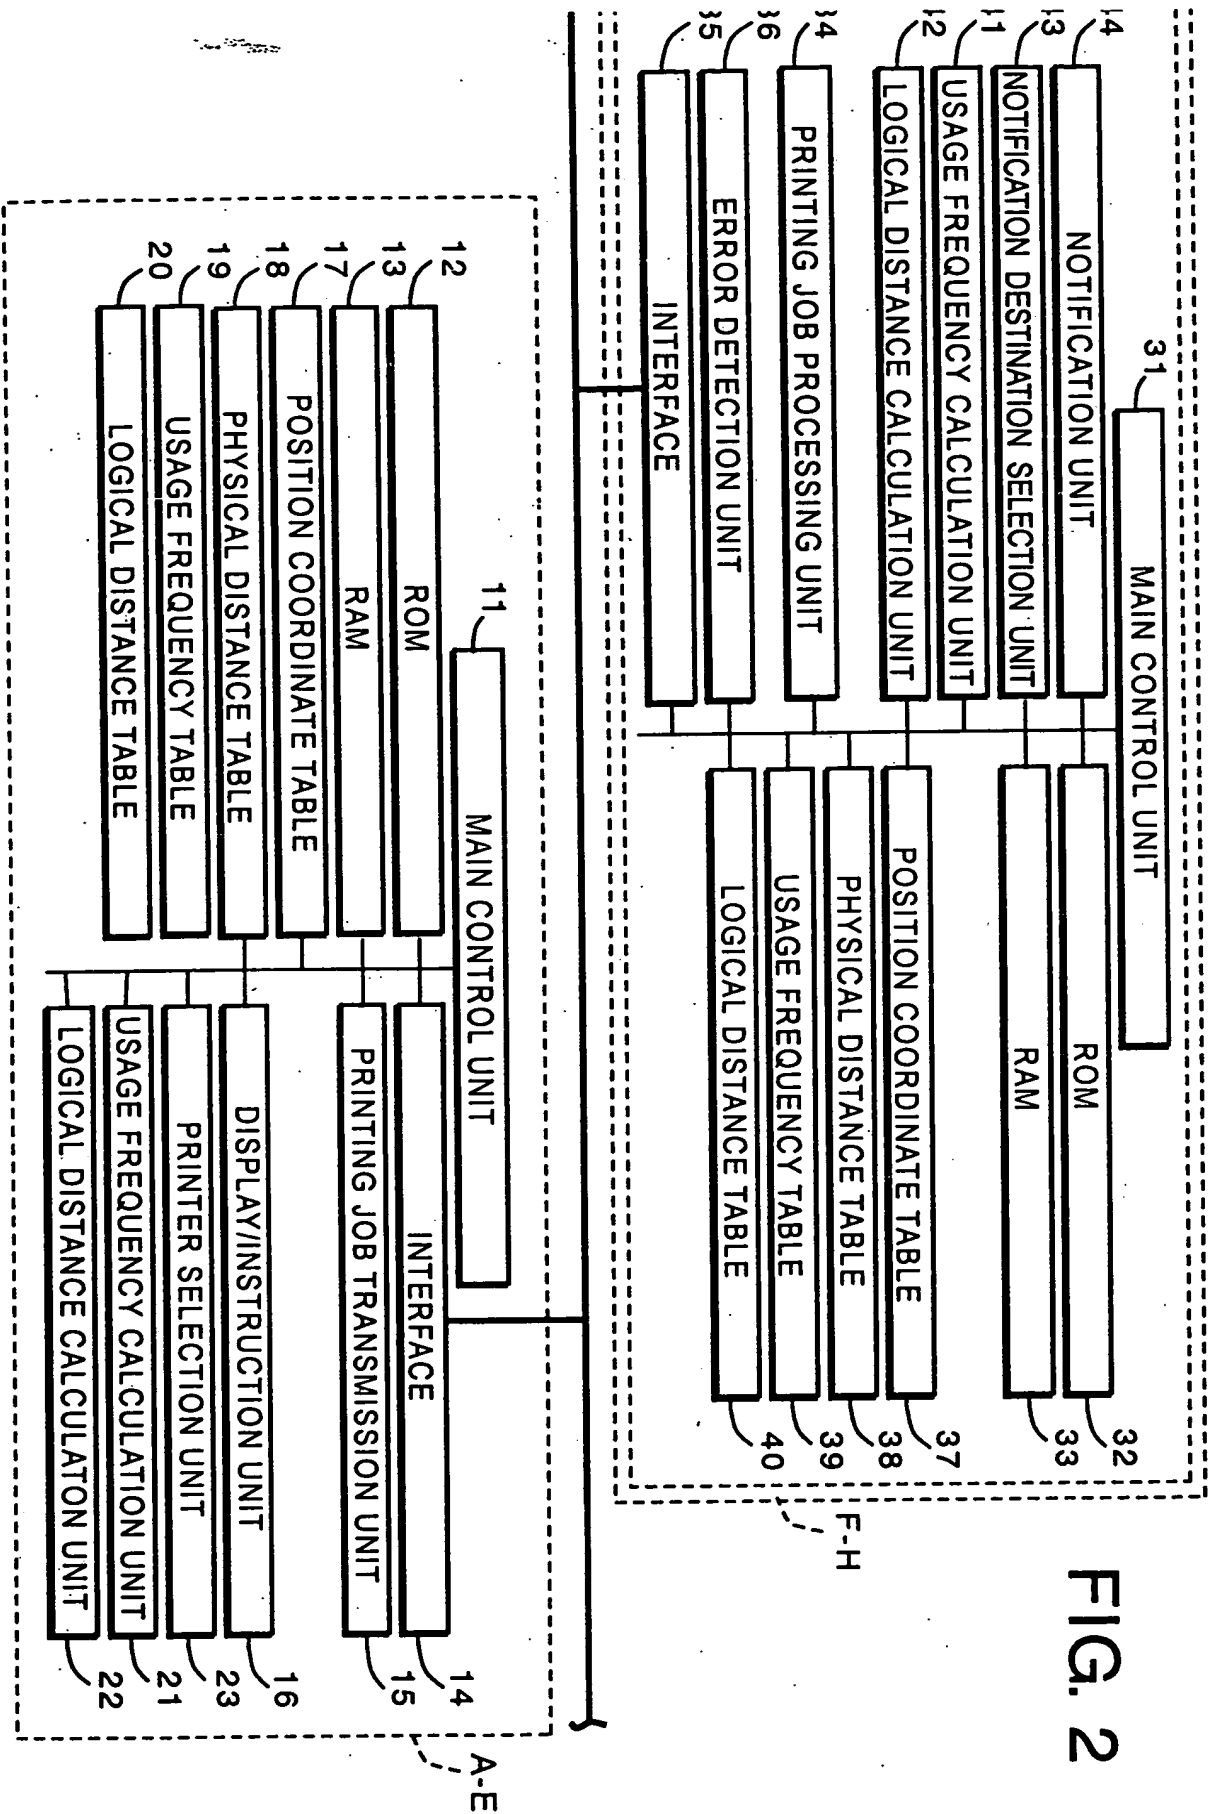 FIG. 2
31
MAIN CONTROL UNIT
NOTIFICATION UNIT
NOTIFICATION DESTINATION SELECTION UNIT
USAGE FREQUENCY CALCULATION UNIT
LOGICAL DISTANCE CALCULATION UNIT
PRINTING JOB PROCESSING UNIT
ERROR DETECTION UNIT
INTERFACE
ROM
32
RAM
33
POSITION COORDINATE TABLE
37
PHYSICAL DISTANCE TABLE
38
USAGE FREQUENCY TABLE
39
LOGICAL DISTANCE TABLE
40
F-H
11
MAIN CONTROL UNIT
12
ROM
13
RAM
17
POSITION COORDINATE TABLE
18
PHYSICAL DISTANCE TABLE
19
USAGE FREQUENCY TABLE
20
LOGICAL DISTANCE TABLE
INTERFACE
14
PRINTING JOB TRANSMISSION UNIT
15
DISPLAY/INSTRUCTION UNIT
16
PRINTER SELECTION UNIT
23
USAGE FREQUENCY CALCULATION UNIT
21
LOGICAL DISTANCE CALCULATON UNIT
22
A-E